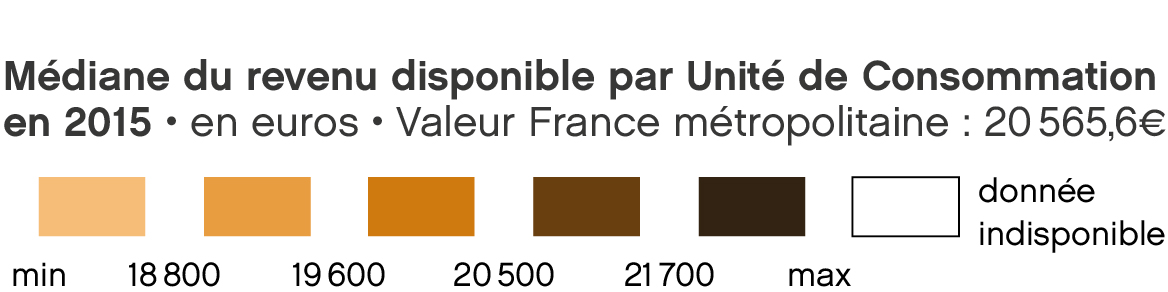 Médiane du revenu disponible par Unité de Consommation
en 2015 • en euros • Valeur France métropolitaine : 20 565,6€
donnée
indisponible
min 18 800 19 600 20 500 21 700 max